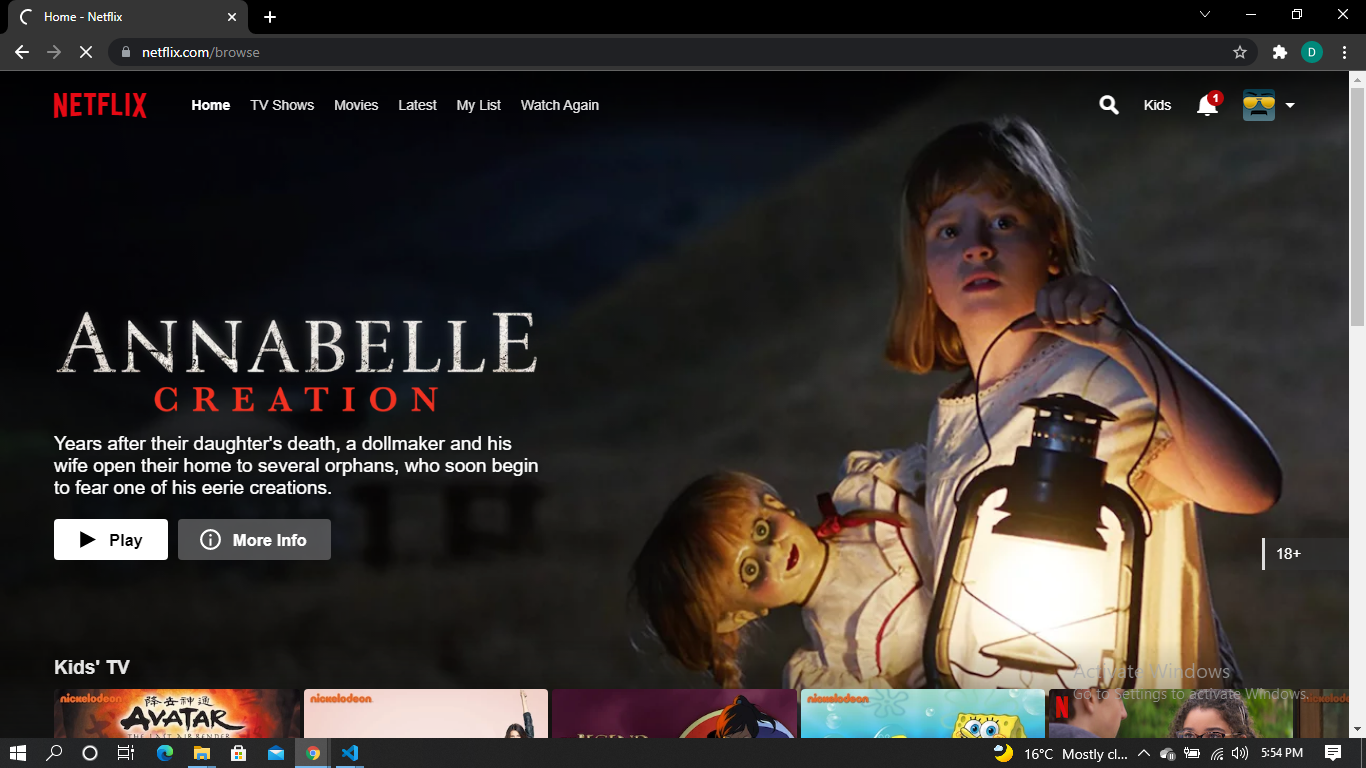 Home - Netflix
netflix.com/browse
D
NETFLIX
Home TV Shows Movies Latest My List Watch Again
Kids
1
ANNABELLE
CREATION
Years after their daughter's death, a dollmaker and his
wife open their home to several orphans, who soon begin
to fear one of his eerie creations.
Play
More Info
18+
Kids' TV
Activate Windows
Go to Settings to activate Windows.
nickelodeon
降去神通
AVATAR
THE LAST AIRBENDER
nickelodeon
LEGEND
nickelodeon
N
nickelodeon
16°C Mostly cl...
5:54 PM